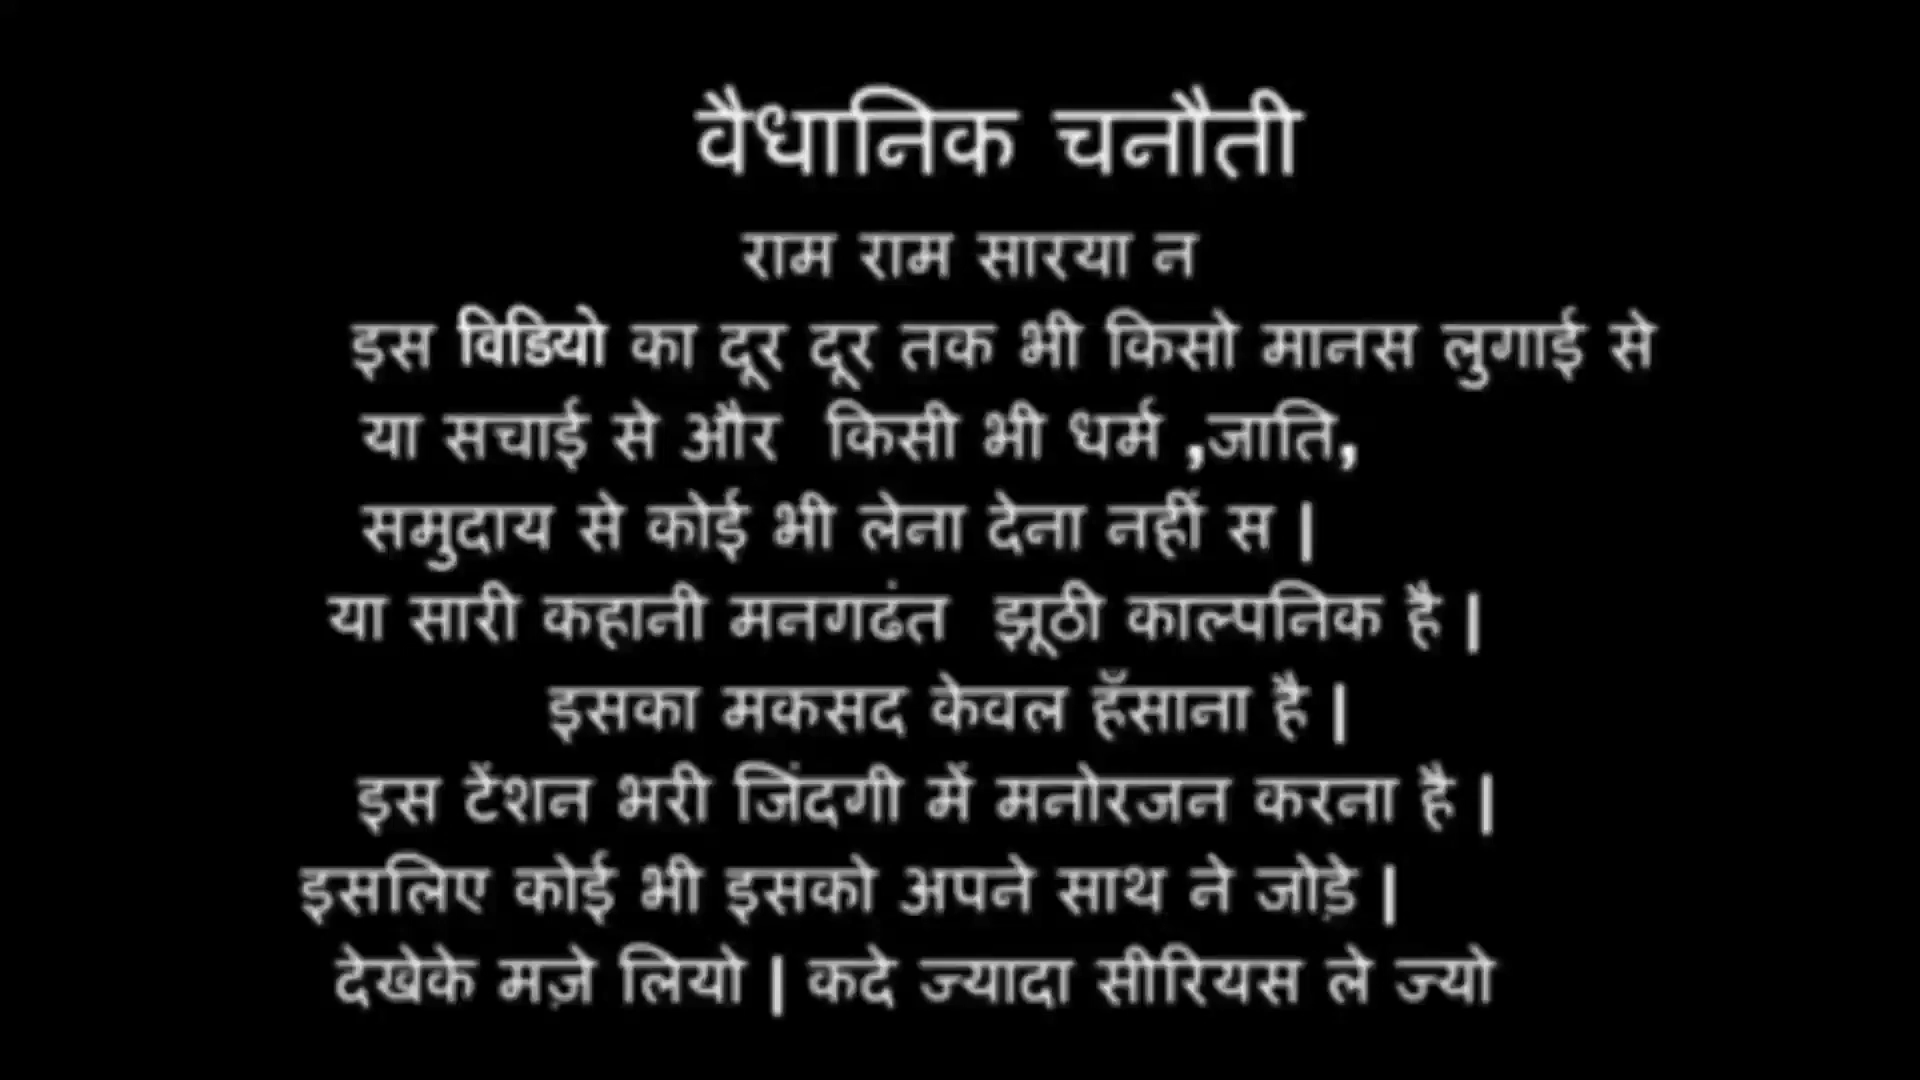 वैधानिक चनौती
राम राम सारया न
इस विडियो का दूर दूर तक भी किसो मानस लुगाई से
या सचाई से और किसी भी धर्म ,जाति,
समुदाय से कोई भी लेना देना नहीं स |
या सारी कहानी मनगढंत झूठी काल्पनिक है |
इसका मकसद केवल हँसाना है |
इस टेंशन भरी जिंदगी में मनोरजन करना है |
इसलिए कोई भी इसको अपने साथ ने जोड़े |
देखेके मज़े लियो | कदे ज्यादा सीरियस ले ज्यो